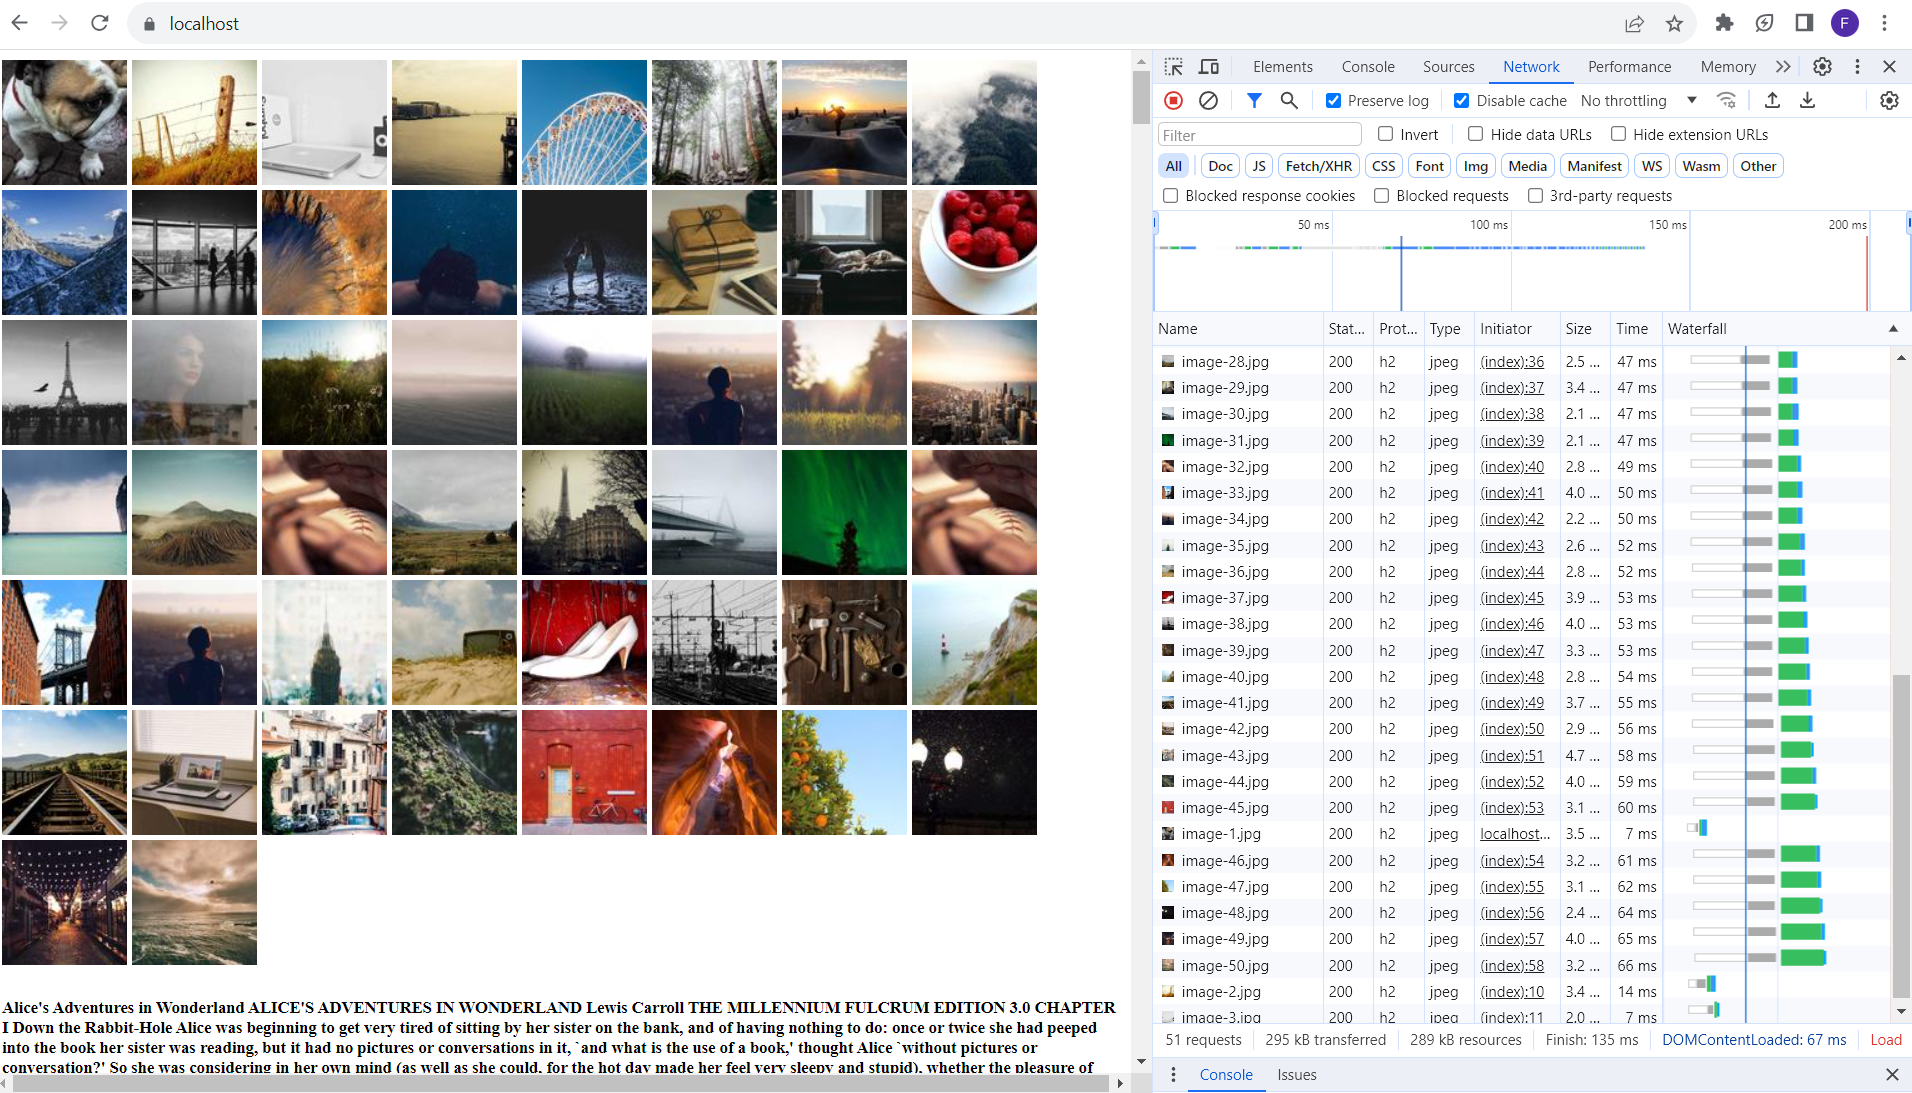 localhost
F
Elements Console Sources Network Performance Memory
Preserve log Disable cache No throttling
Filter Invert Hide data URLs Hide extension URLs
All Doc JS Fetch/XHR CSS Font Img Media Manifest WS Wasm Other
Blocked response cookies Blocked requests 3rd-party requests
50 ms 100 ms 150 ms 200 ms
Name Stat... Prot... Type Initiator Size Time Waterfall
image-28.jpg 200 h2 jpeg (index):36 2.5 ... 47 ms
image-29.jpg 200 h2 jpeg (index):37 3.4 ... 47 ms
image-30.jpg 200 h2 jpeg (index):38 2.1 ... 47 ms
image-31.jpg 200 h2 jpeg (index):39 2.1 ... 47 ms
image-32.jpg 200 h2 jpeg (index):40 2.8 ... 49 ms
image-33.jpg 200 h2 jpeg (index):41 4.0 ... 50 ms
image-34.jpg 200 h2 jpeg (index):42 2.2 ... 50 ms
image-35.jpg 200 h2 jpeg (index):43 2.6 ... 52 ms
image-36.jpg 200 h2 jpeg (index):44 2.8 ... 52 ms
image-37.jpg 200 h2 jpeg (index):45 3.9 ... 53 ms
image-38.jpg 200 h2 jpeg (index):46 4.0 ... 53 ms
image-39.jpg 200 h2 jpeg (index):47 3.3 ... 53 ms
image-40.jpg 200 h2 jpeg (index):48 2.8 ... 54 ms
image-41.jpg 200 h2 jpeg (index):49 3.7 ... 55 ms
image-42.jpg 200 h2 jpeg (index):50 2.9 ... 56 ms
image-43.jpg 200 h2 jpeg (index):51 4.7 ... 58 ms
image-44.jpg 200 h2 jpeg (index):52 4.0 ... 59 ms
image-45.jpg 200 h2 jpeg (index):53 3.1 ... 60 ms
image-1.jpg 200 h2 jpeg localhost... 3.5 ... 7 ms
image-46.jpg 200 h2 jpeg (index):54 3.2 ... 61 ms
image-47.jpg 200 h2 jpeg (index):55 3.1 ... 62 ms
image-48.jpg 200 h2 jpeg (index):56 2.4 ... 64 ms
image-49.jpg 200 h2 jpeg (index):57 4.0 ... 65 ms
image-50.jpg 200 h2 jpeg (index):58 3.2 ... 66 ms
image-2.jpg 200 h2 jpeg (index):10 3.4 ... 14 ms
image-3.jpg 200 h2 jpeg (index):11 2.0 ... 7 ms
51 requests 295 kB transferred 289 kB resources Finish: 135 ms DOMContentLoaded: 67 ms Load
Console Issues
Alice's Adventures in Wonderland ALICE'S ADVENTURES IN WONDERLAND Lewis Carroll THE MILLENNIUM FULCRUM EDITION 3.0 CHAPTER
I Down the Rabbit-Hole Alice was beginning to get very tired of sitting by her sister on the bank, and of having nothing to do: once or twice she had peeped
into the book her sister was reading, but it had no pictures or conversations in it, `and what is the use of a book,' thought Alice `without pictures or
conversation?' So she was considering in her own mind (as well as she could, for the hot day made her feel very sleepy and stupid), whether the pleasure of